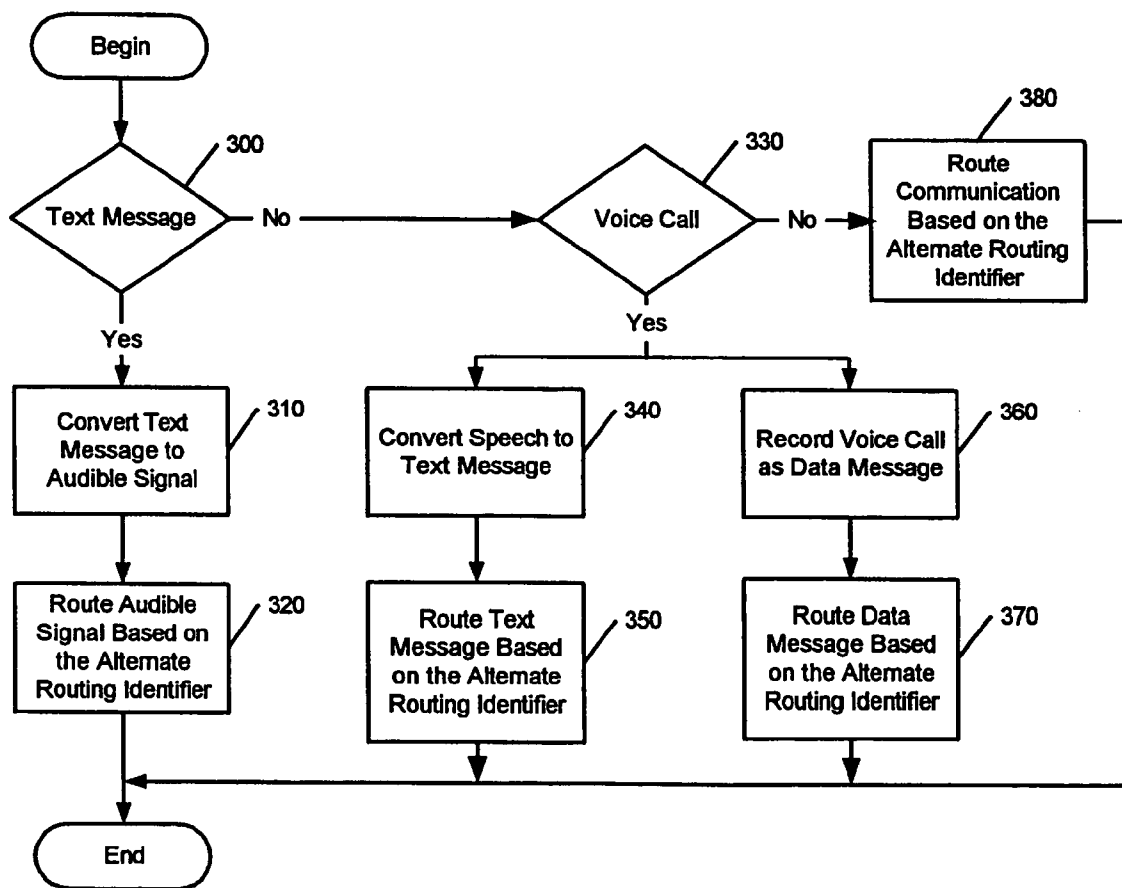 Begin
380
300
330
Route
Communication
Based on the
Alternate Routing
Identifier
Text Message
No
Voice Call
No
Yes
Yes
310
Convert Text
Message to
Audible Signal
340
Convert Speech to
Text Message
360
Record Voice Call
as Data Message
320
Route Audible
Signal Based on
the Alternate
Routing Identifier
350
Route Text
Message Based
on the Alternate
Routing Identifier
370
Route Data
Message Based
on the Alternate
Routing Identifier
End